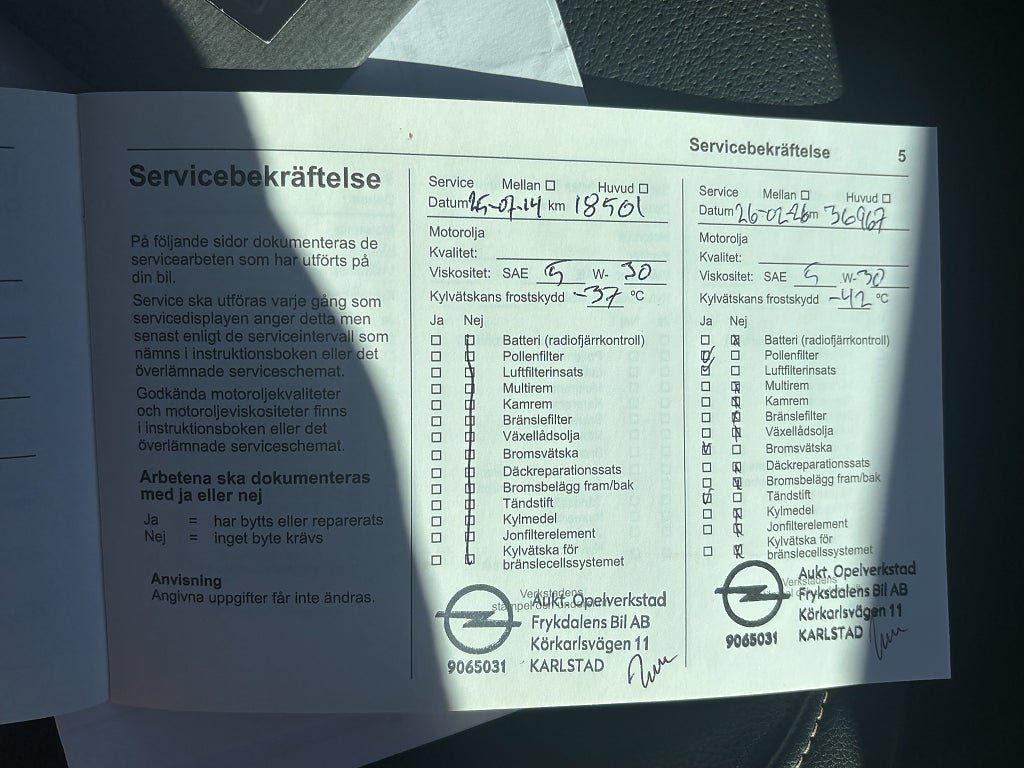 Servicebekräftelse 5
Servicebekräftelse
På följande sidor dokumenteras de
servicearbeten som har utförts på
din bil.
Service ska utföras varje gång som
servicedisplayen anger detta men
senast enligt de serviceintervall som
nämns i instruktionsboken eller det
överlämnade serviceschemat.
Godkända motoroljekvaliteter
och motoroljeviskositeter finns
i instruktionsboken eller det
överlämnade serviceschemat.
Arbetena ska dokumenteras
med ja eller nej
Ja = har bytts eller reparerats
Nej = inget byte krävs
Anvisning
Angivna uppgifter får inte ändras.
Service Mellan Huvud
Datum 25-07-14 km 18501
Motorolja
Kvalitet:
Viskositet: SAE 5 W- 30
Kylvätskans frostskydd -37 °C
Ja Nej
Batteri (radiofjärrkontroll)
Pollenfilter
Luftfilterinsats
Multirem
Kamrem
Bränslefilter
Växellådsolja
Bromsvätska
Däckreparationssats
Bromsbelägg fram/bak
Tändstift
Kylmedel
Jonfilterelement
Kylvätska för
bränslecellssystemet
Verkstadens
Aukt. Opelverkstad
Frykdalens Bil AB
Körkarlsvägen 11
9065031 KARLSTAD
Service Mellan Huvud
Datum 26-02-26 km 36967
Motorolja
Kvalitet:
Viskositet: SAE 5 W-30
Kylvätskans frostskydd -42 °C
Ja Nej
Batteri (radiofjärrkontroll)
Pollenfilter
Luftfilterinsats
Multirem
Kamrem
Bränslefilter
Växellådsolja
Bromsvätska
Däckreparationssats
Bromsbelägg fram/bak
Tändstift
Kylmedel
Jonfilterelement
Kylvätska för
bränslecellssystemet
Verkstadens
Aukt. Opelverkstad
Fryksdalens Bil AB
Körkarlsvägen 11
9065031 KARLSTAD